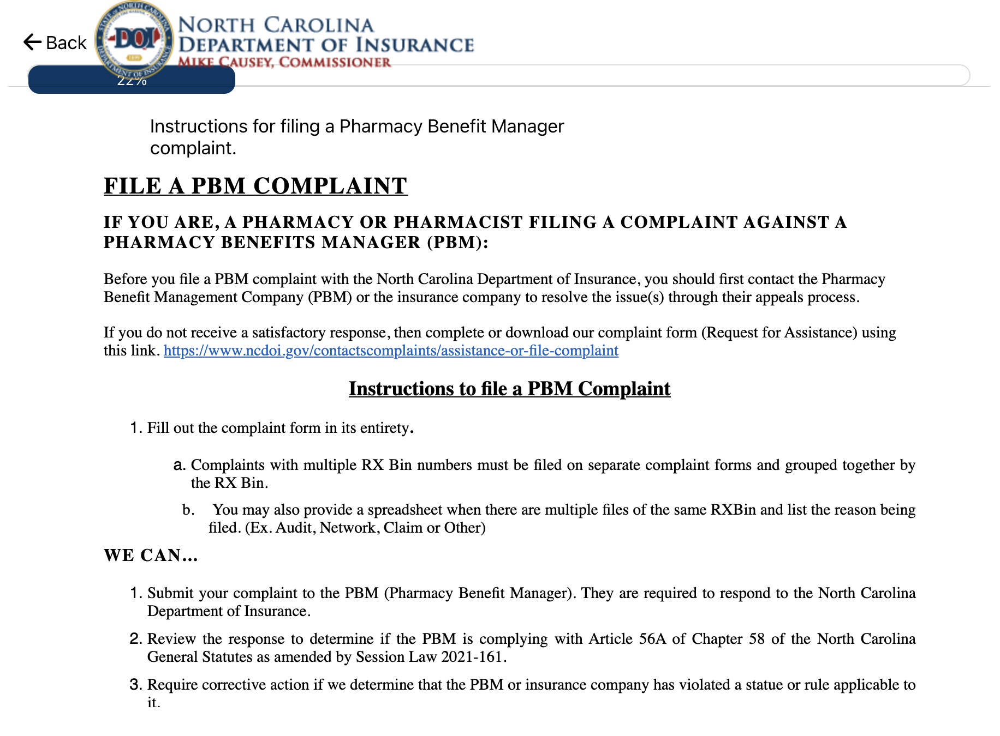 ← Back
STATE OF NORTH CAROLINA
DOI
1899
DEPARTMENT OF INSURANCE
NORTH CAROLINA
DEPARTMENT OF INSURANCE
MIKE CAUSEY, COMMISSIONER
22%
Instructions for filing a Pharmacy Benefit Manager
complaint.
FILE A PBM COMPLAINT
IF YOU ARE, A PHARMACY OR PHARMACIST FILING A COMPLAINT AGAINST A
PHARMACY BENEFITS MANAGER (PBM):
Before you file a PBM complaint with the North Carolina Department of Insurance, you should first contact the Pharmacy
Benefit Management Company (PBM) or the insurance company to resolve the issue(s) through their appeals process.
If you do not receive a satisfactory response, then complete or download our complaint form (Request for Assistance) using
this link. https://www.ncdoi.gov/contactscomplaints/assistance-or-file-complaint
Instructions to file a PBM Complaint
1. Fill out the complaint form in its entirety.
a. Complaints with multiple RX Bin numbers must be filed on separate complaint forms and grouped together by
the RX Bin.
b. You may also provide a spreadsheet when there are multiple files of the same RXBin and list the reason being
filed. (Ex. Audit, Network, Claim or Other)
WE CAN...
1. Submit your complaint to the PBM (Pharmacy Benefit Manager). They are required to respond to the North Carolina
Department of Insurance.
2. Review the response to determine if the PBM is complying with Article 56A of Chapter 58 of the North Carolina
General Statutes as amended by Session Law 2021-161.
3. Require corrective action if we determine that the PBM or insurance company has violated a statue or rule applicable to
it.